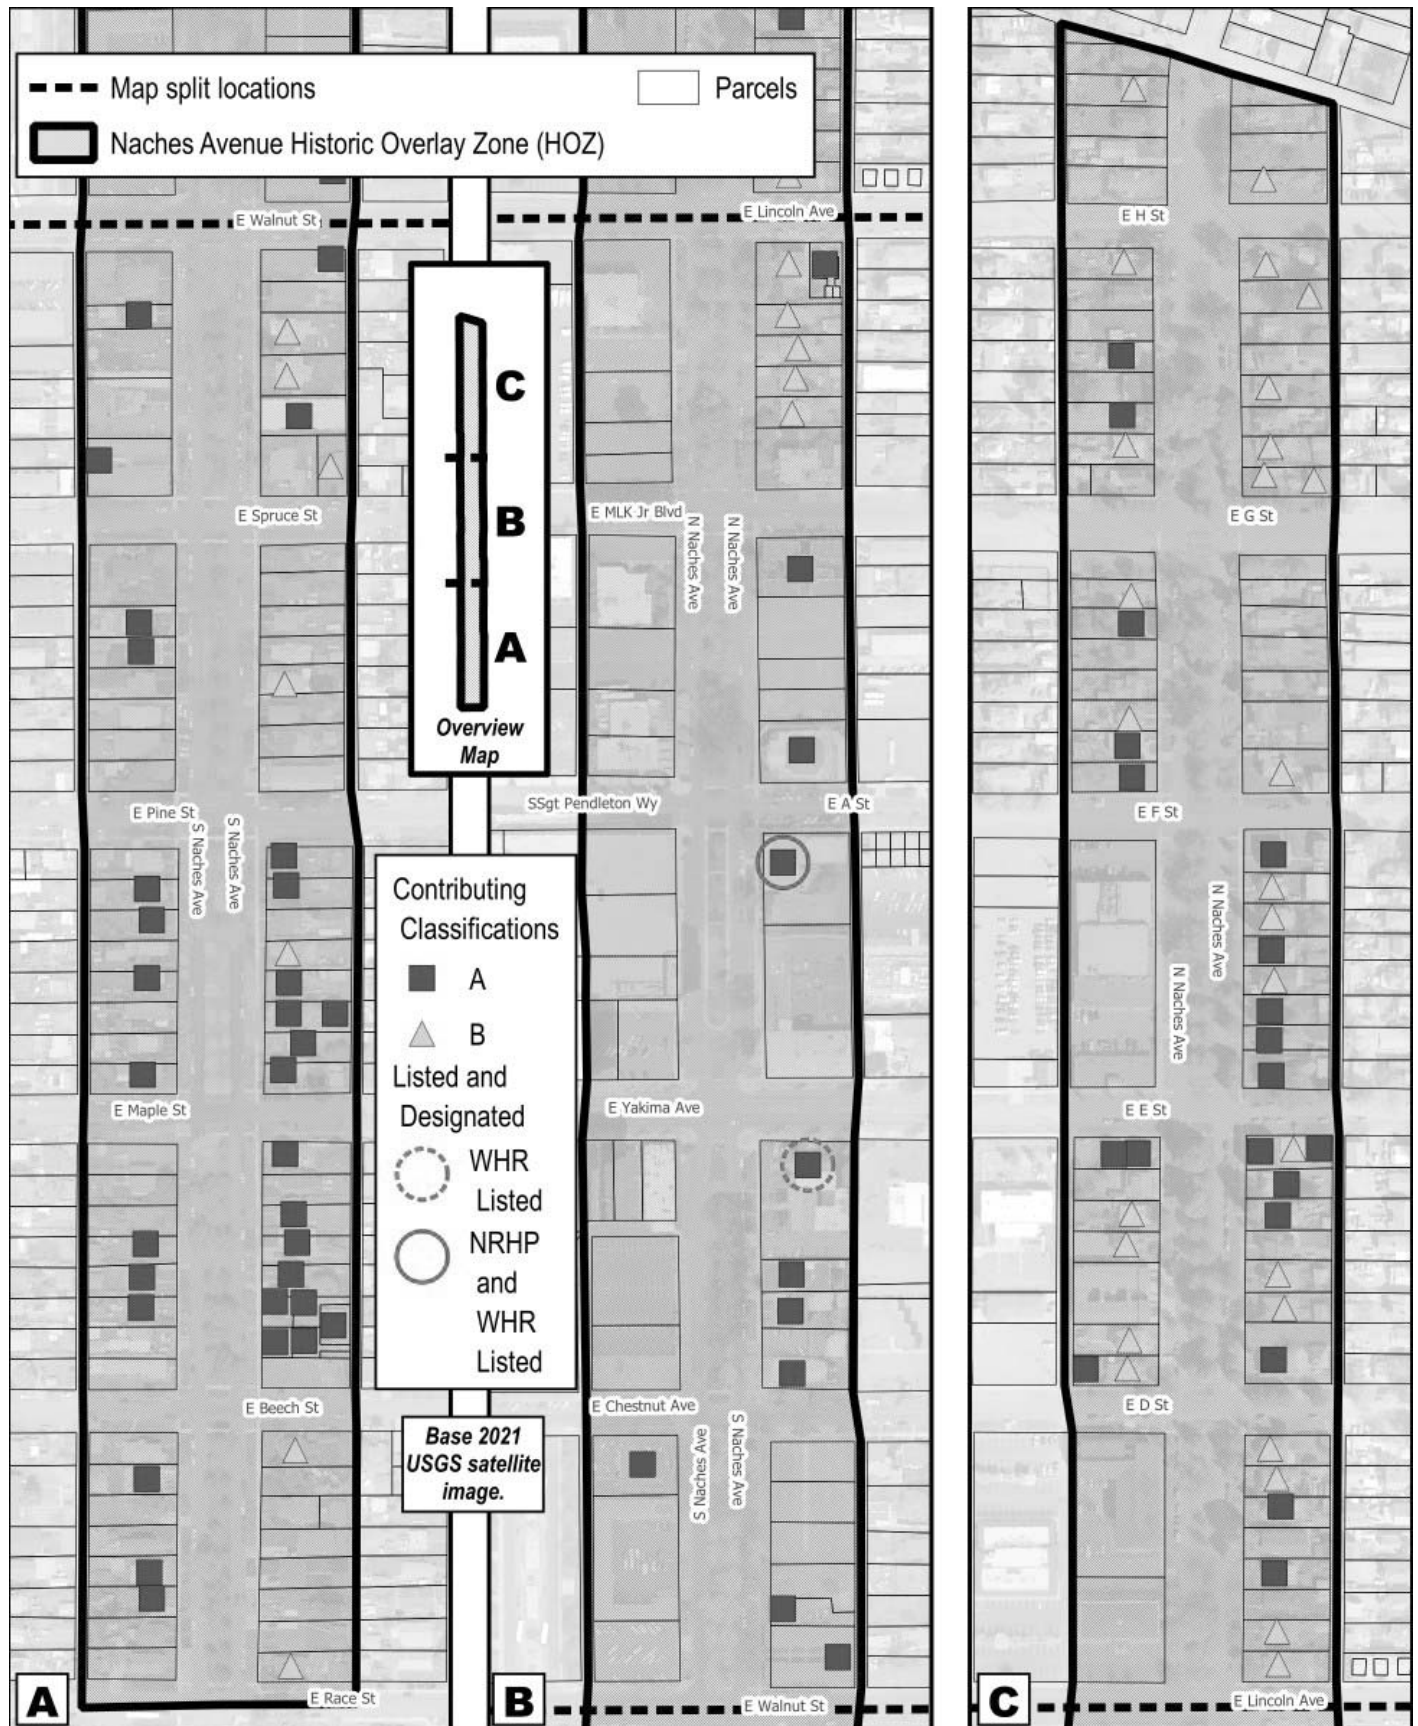 Map split locations
Parcels
Naches Avenue Historic Overlay Zone (HOZ)
E Walnut St
E Spruce St
E Pine St
S Naches Ave
S Naches Ave
E Maple St
E Beech St
E Race St
A
C
B
A
Overview
Map
Contributing
Classifications
A
B
Listed and
Designated
WHR
Listed
NRHP
and
WHR
Listed
Base 2021
USGS satellite
image.
E Lincoln Ave
E MLK Jr Blvd
N Naches Ave
N Naches Ave
SSgt Pendleton Wy
E A St
E Yakima Ave
E Chestnut Ave
S Naches Ave
S Naches Ave
E Walnut St
B
E H St
E G St
E F St
N Naches Ave
N Naches Ave
E E St
E D St
E Lincoln Ave
C